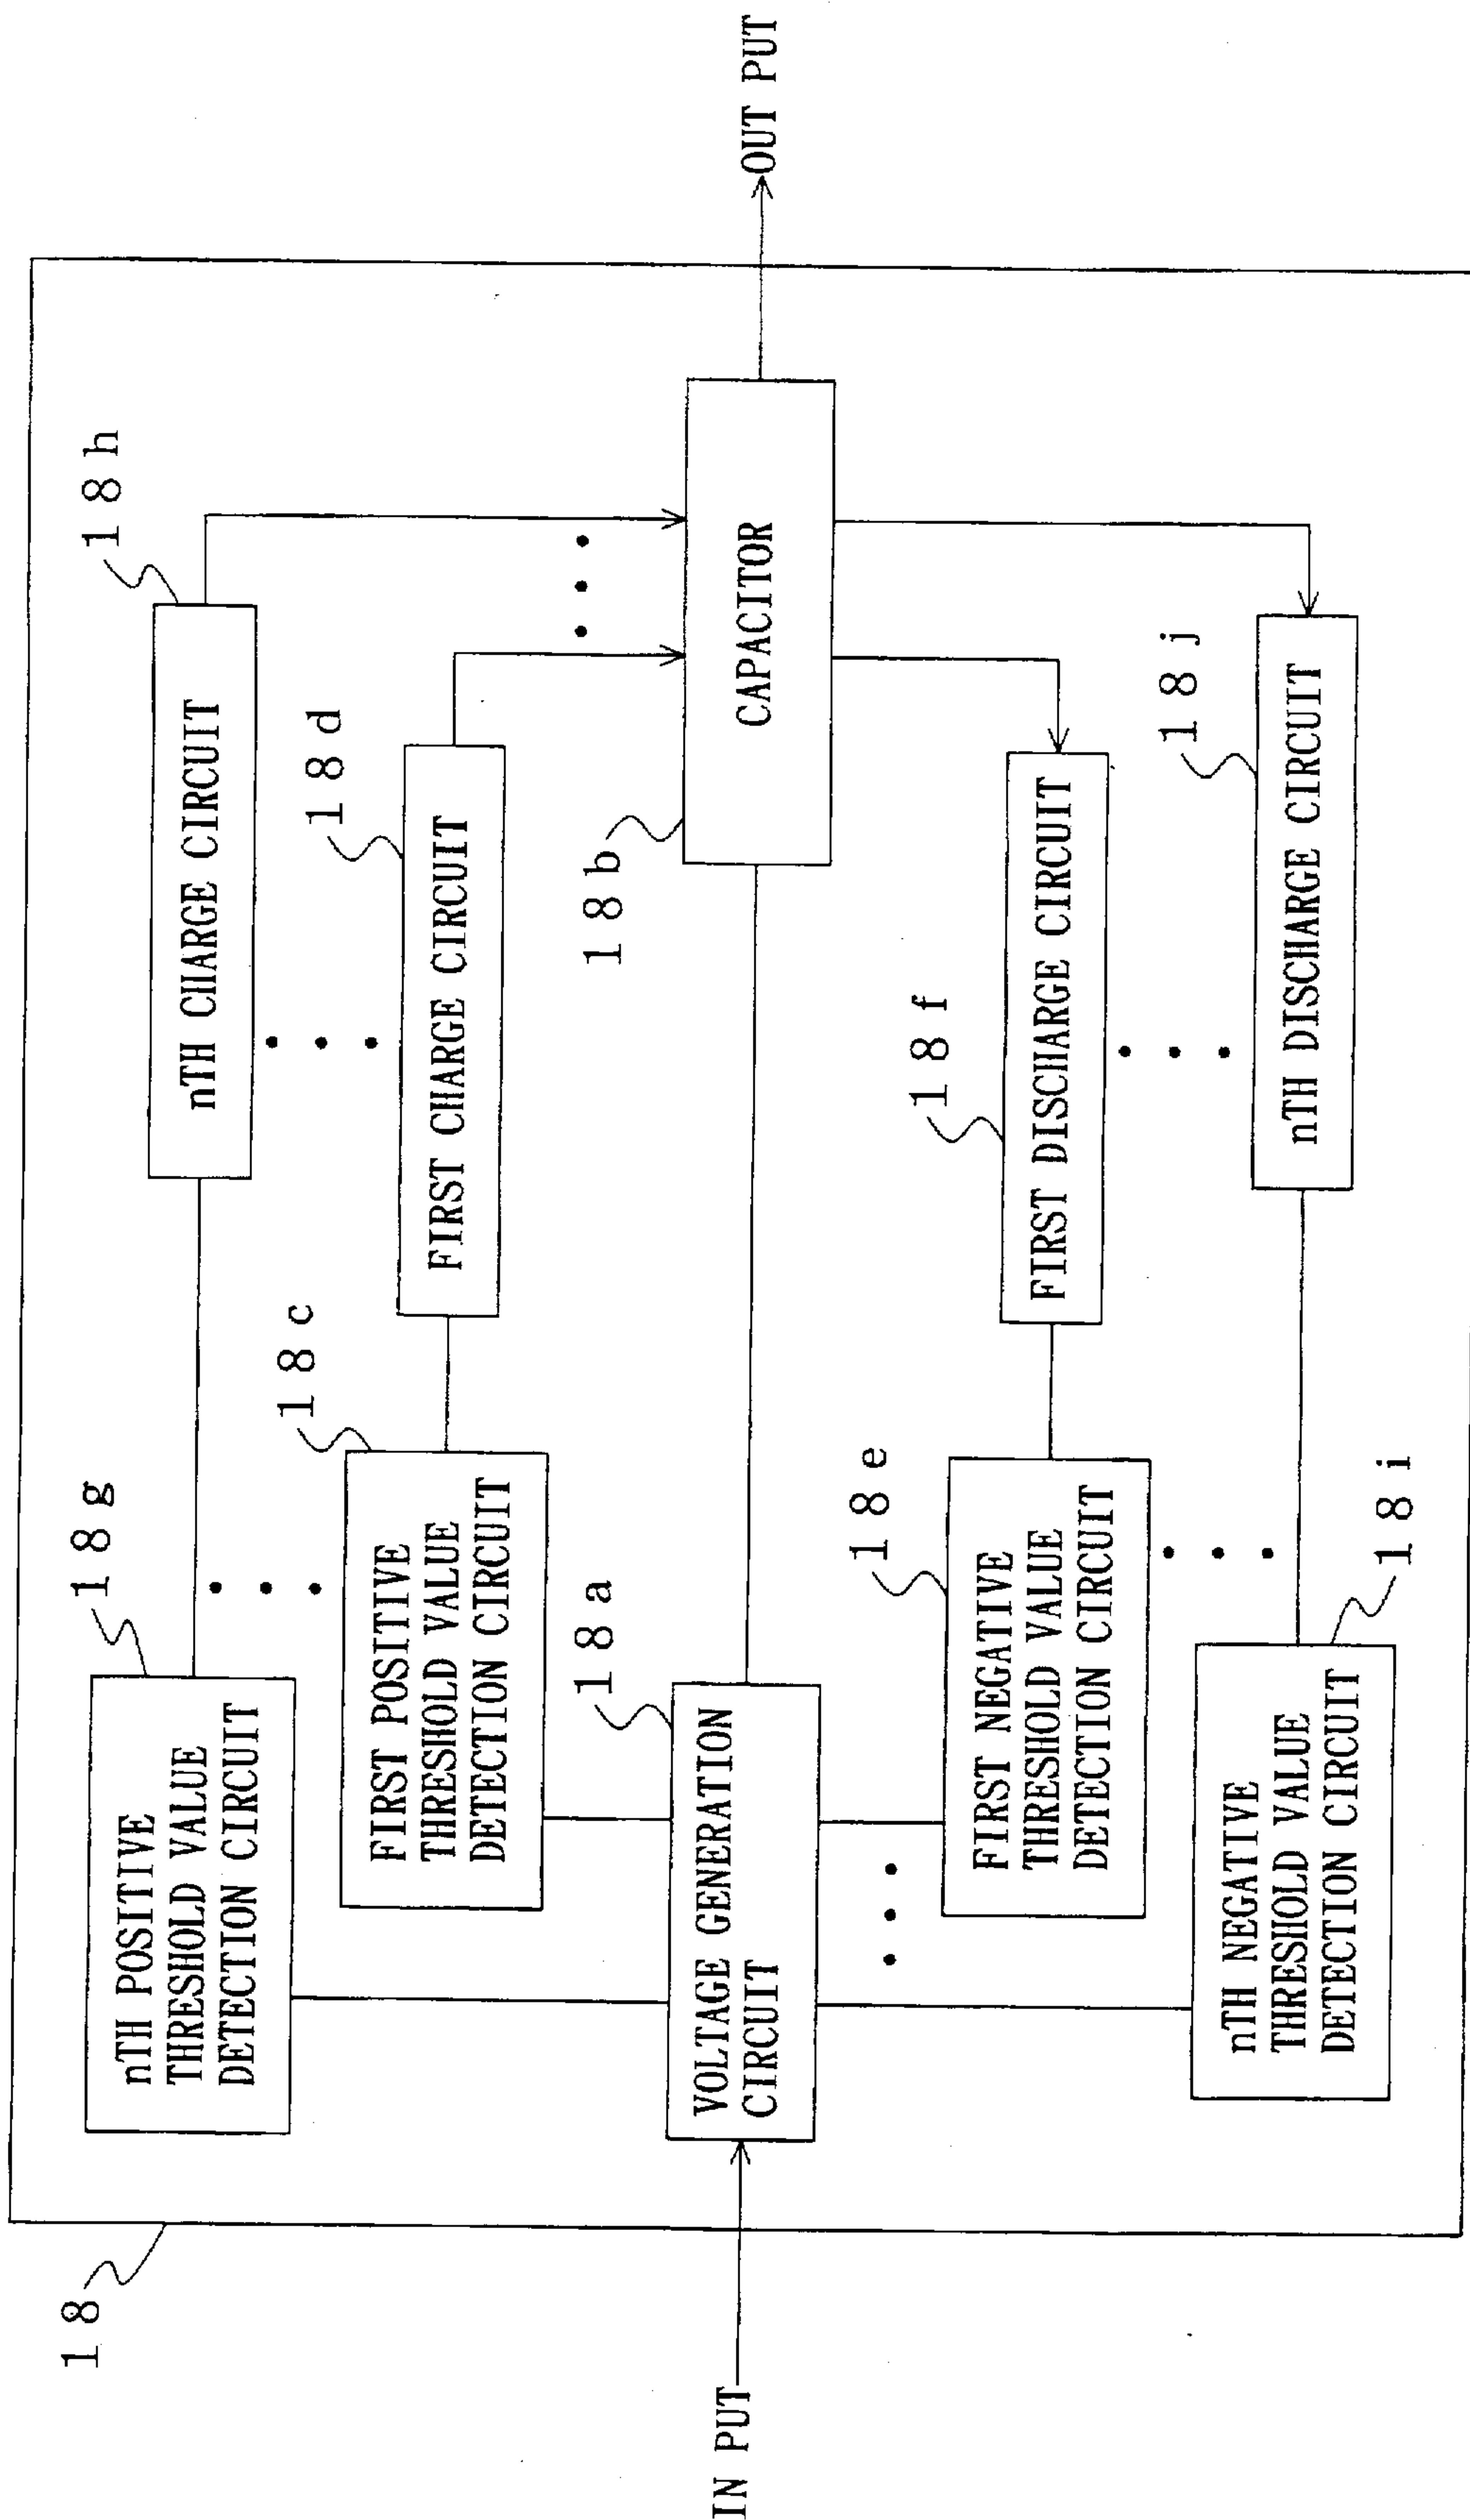 18
18g
18h
nTH POSITIVE
THRESHOLD VALUE
DETECTION CIRCUIT
nTH CHARGE CIRCUIT
18c
18d
FIRST POSITIVE
THRESHOLD VALUE
DETECTION CIRCUIT
FIRST CHARGE CIRCUIT
18a
18b
IN PUT
VOLTAGE GENERATION
CIRCUIT
CAPACITOR
OUT PUT
18e
18f
FIRST NEGATIVE
THRESHOLD VALUE
DETECTION CIRCUIT
FIRST DISCHARGE CIRCUIT
18j
nTH NEGATIVE
THRESHOLD VALUE
DETECTION CIRCUIT
nTH DISCHARGE CIRCUIT
18i